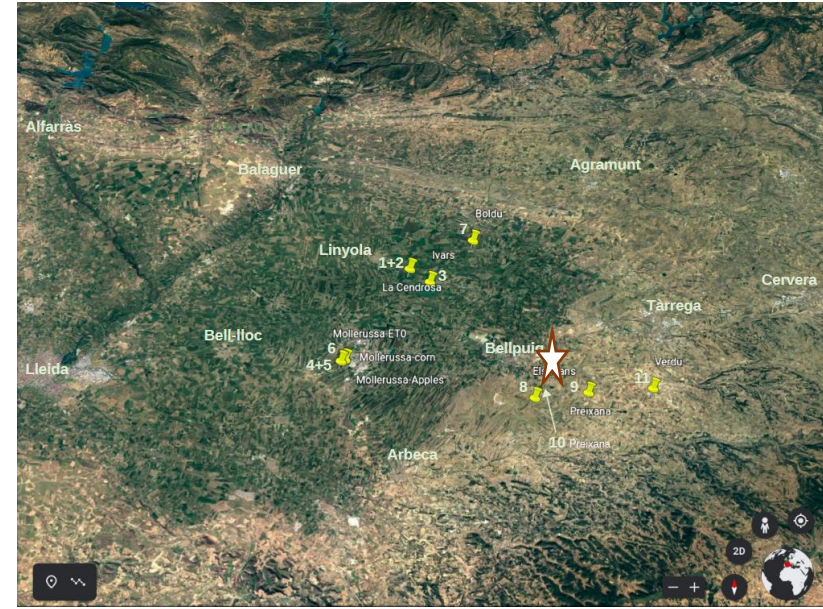 Alfarràs
Balaguer
Agramunt
Boldu
7
Linyola
Ivars
1+2
3
La Cendrosa
Cervera
Tàrrega
Mollerussa-ET0
Bell-lloc
6
Mollerussa-corn
4+5
Bellpuig
Lleida
Verdu
11
Mollerussa-Apples
8
9
Preixana
10 Preixana
Arbeca
2D